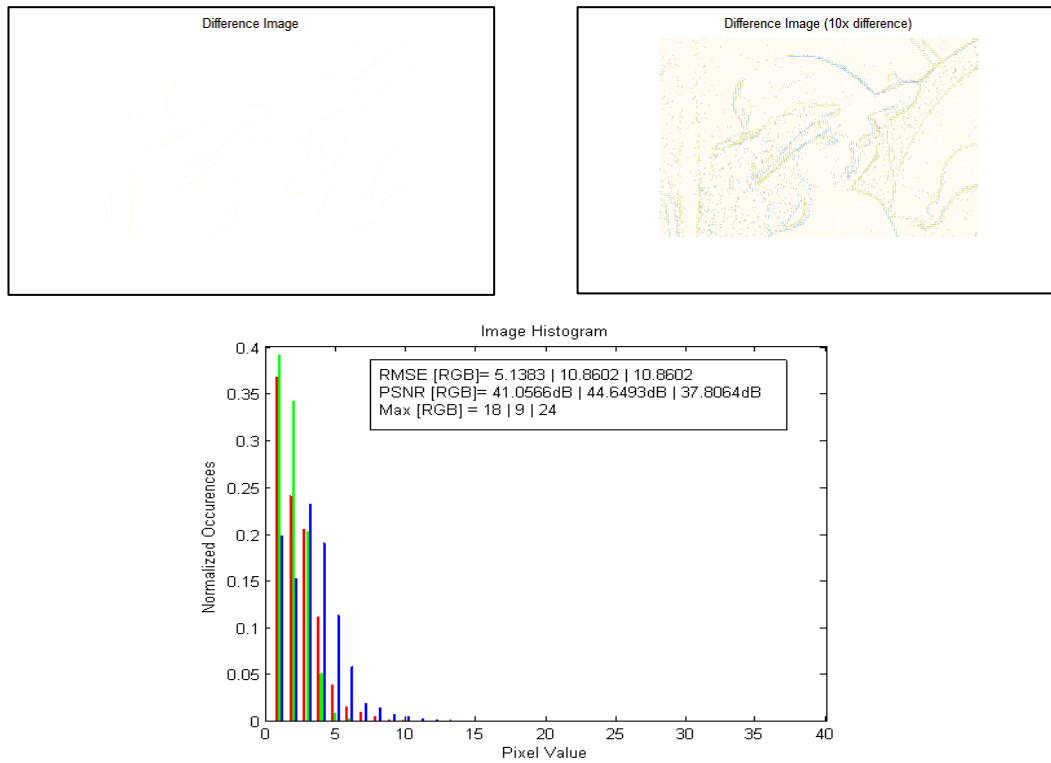 Difference Image
Difference Image (10x difference)
Image Histogram
RMSE [RGB]= 5.1383 | 10.8602 | 10.8602
PSNR [RGB]= 41.0566dB | 44.6493dB | 37.8064dB
Max [RGB] = 18 | 9 | 24
Normalized Occurences
0.4
0.35
0.3
0.25
0.2
0.15
0.1
0.05
0
0 5 10 15 20 25 30 35 40
Pixel Value